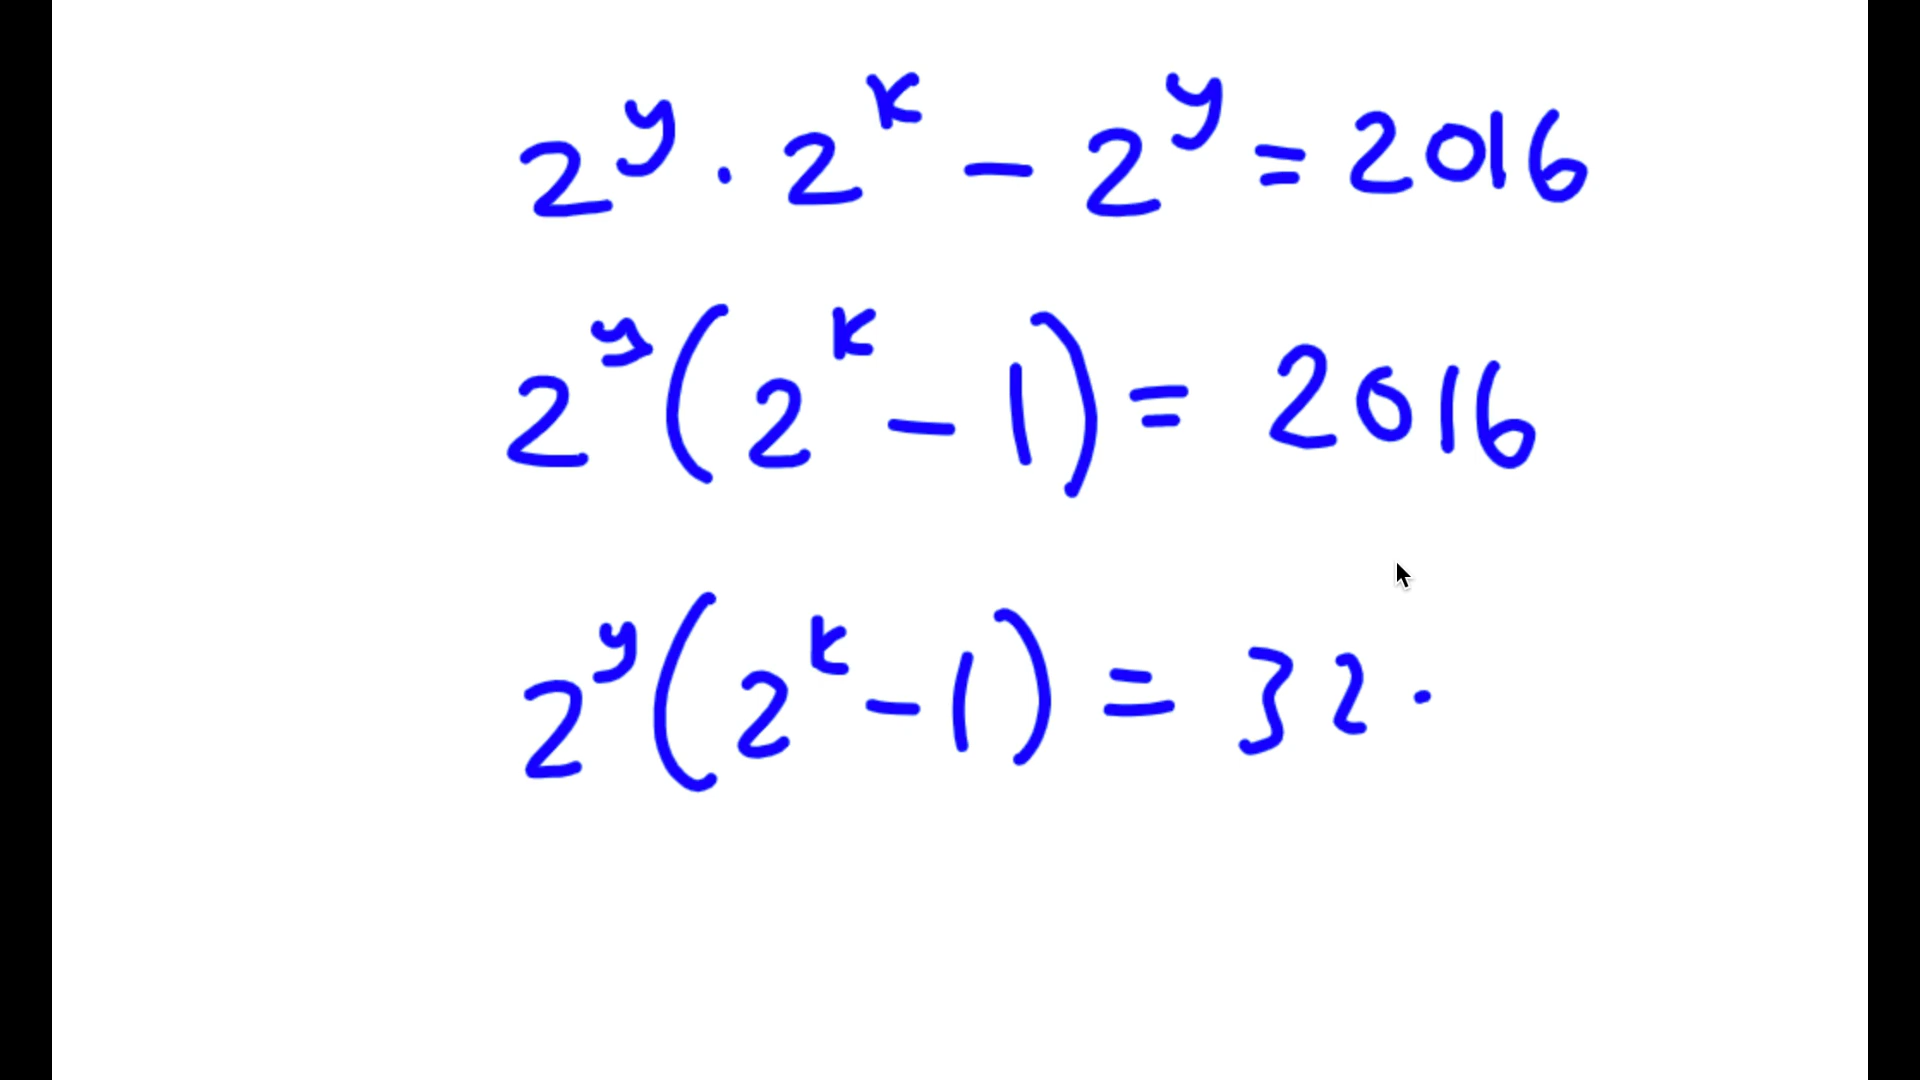 2^y · 2^k - 2^y = 2016
2^y (2^k - 1) = 2016
2^y (2^k - 1) = 32 ·